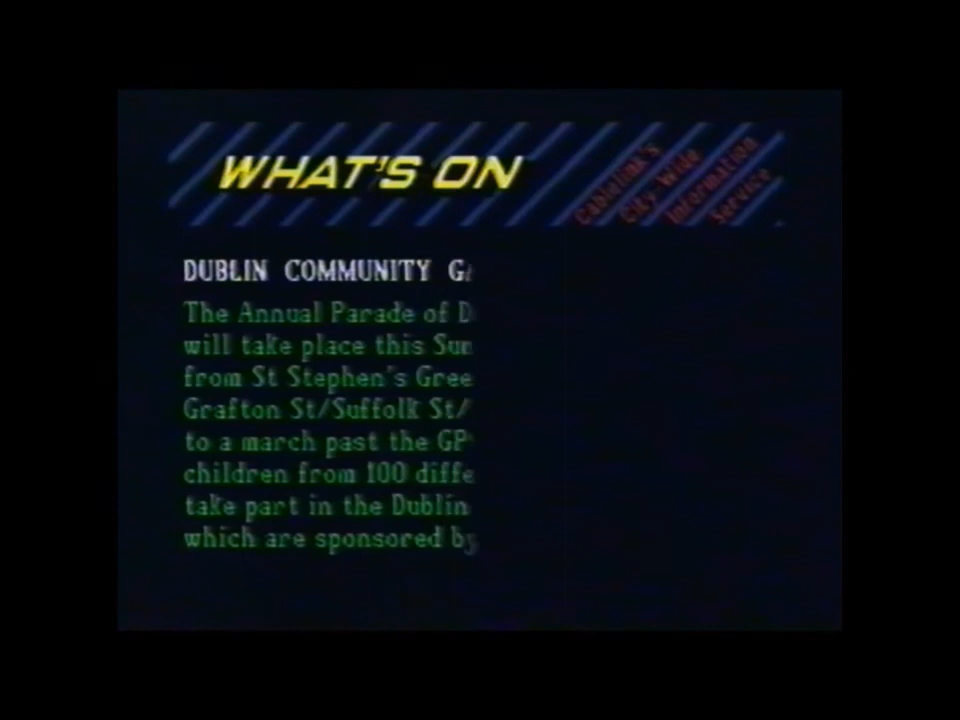 WHAT'S ON
Cablelink's
City-Wide
Information
Service
DUBLIN COMMUNITY
The Annual Parade of
will take place this
from St Stephen's
Grafton St/Suffolk St/
to a march past the
children from 100
take part in the Dublin
which are sponsored by